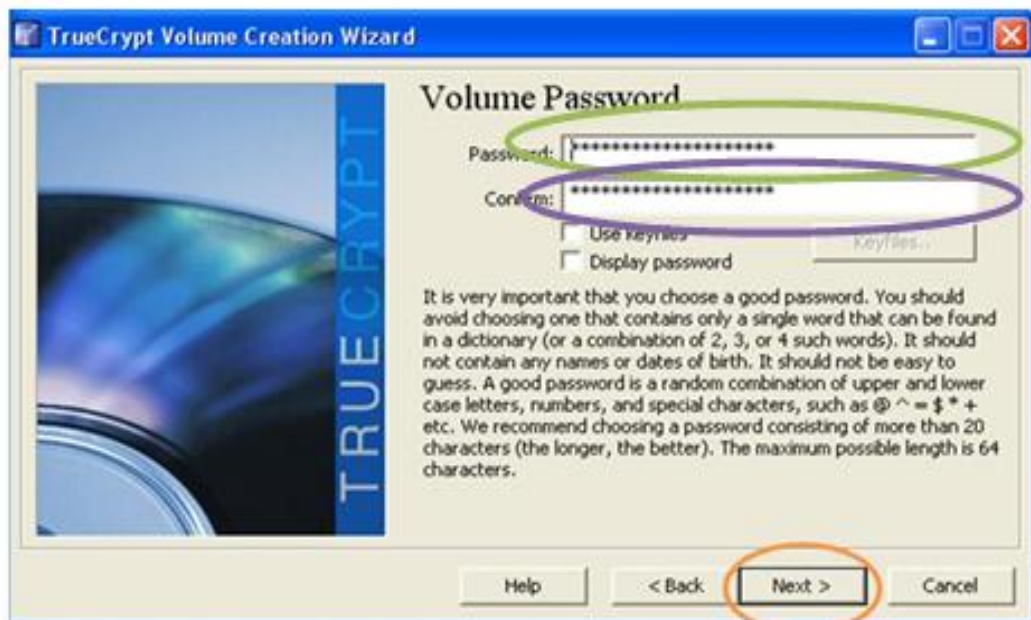 TrueCrypt Volume Creation Wizard
TRUECRYPT
Volume Password
Password: *********************
Confirm: *********************
Use keyfiles
Keyfiles...
Display password
It is very important that you choose a good password. You should
avoid choosing one that contains only a single word that can be found
in a dictionary (or a combination of 2, 3, or 4 such words). It should
not contain any names or dates of birth. It should not be easy to
guess. A good password is a random combination of upper and lower
case letters, numbers, and special characters, such as @ ^ = $ * +
etc. We recommend choosing a password consisting of more than 20
characters (the longer, the better). The maximum possible length is 64
characters.
Help
< Back
Next >
Cancel